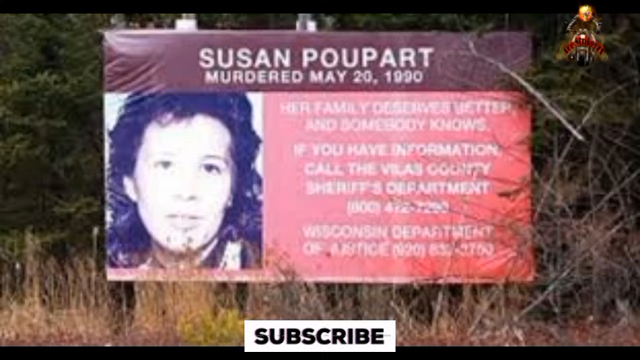 SUSAN POUPART
MURDERED MAY 20, 1990
HER FAMILY DESERVES BETTER
AND SOMEBODY KNOWS.
IF YOU HAVE INFORMATION,
CALL THE VILAS COUNTY
SHERIFF'S DEPARTMENT
WISCONSIN DEPARTMENT
OF JUSTICE
SUBSCRIBE